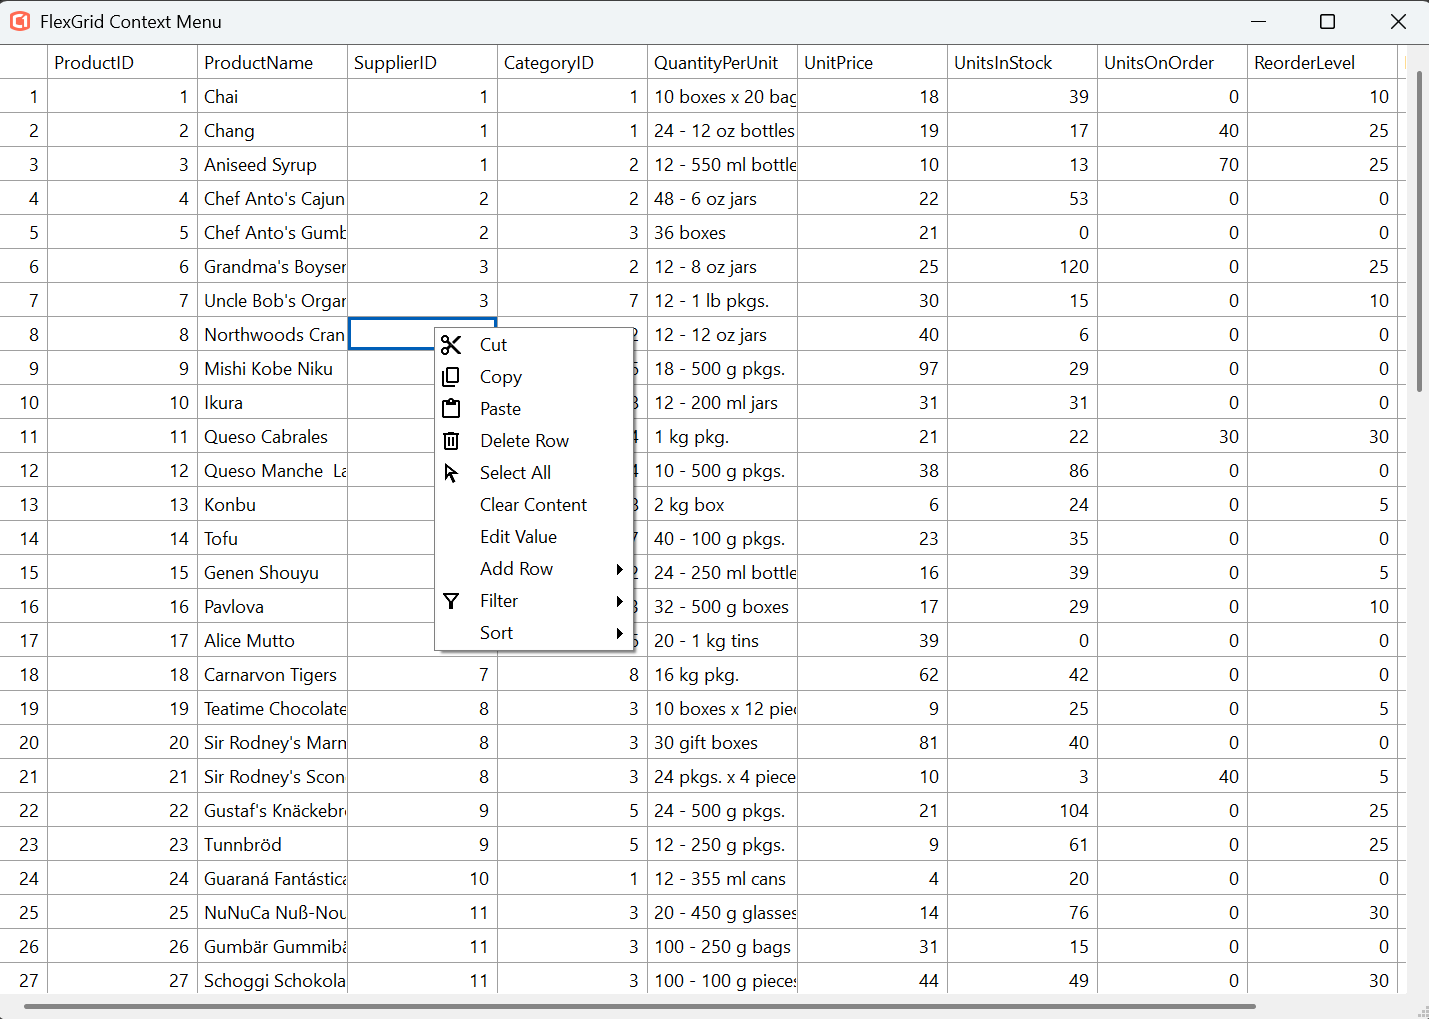 FlexGrid Context Menu
ProductID ProductName SupplierID CategoryID QuantityPerUnit UnitPrice UnitsInStock UnitsOnOrder ReorderLevel
1 1 Chai 1 1 10 boxes x 20 bag 18 39 0 10
2 2 Chang 1 1 24 - 12 oz bottles 19 17 40 25
3 3 Aniseed Syrup 1 2 12 - 550 ml bottle 10 13 70 25
4 4 Chef Anto's Cajun 2 2 48 - 6 oz jars 22 53 0 0
5 5 Chef Anto's Gumb 2 3 36 boxes 21 0 0 0
6 6 Grandma's Boysen 3 2 12 - 8 oz jars 25 120 0 25
7 7 Uncle Bob's Organ 3 7 12 - 1 lb pkgs. 30 15 0 10
8 8 Northwoods Cran 12 - 12 oz jars 40 6 0 0
9 9 Mishi Kobe Niku 18 - 500 g pkgs. 97 29 0 0
10 10 Ikura 12 - 200 ml jars 31 31 0 0
11 11 Queso Cabrales 1 kg pkg. 21 22 30 30
12 12 Queso Manche La 10 - 500 g pkgs. 38 86 0 0
13 13 Konbu 2 kg box 6 24 0 5
14 14 Tofu 40 - 100 g pkgs. 23 35 0 0
15 15 Genen Shouyu 24 - 250 ml bottle 16 39 0 5
16 16 Pavlova 32 - 500 g boxes 17 29 0 10
17 17 Alice Mutto 20 - 1 kg tins 39 0 0 0
18 18 Carnarvon Tigers 7 8 16 kg pkg. 62 42 0 0
19 19 Teatime Chocolate 8 3 10 boxes x 12 piec 9 25 0 5
20 20 Sir Rodney's Marn 8 3 30 gift boxes 81 40 0 0
21 21 Sir Rodney's Scon 8 3 24 pkgs. x 4 piece 10 3 40 5
22 22 Gustaf's Knäckebr 9 5 24 - 500 g pkgs. 21 104 0 25
23 23 Tunnbröd 9 5 12 - 250 g pkgs. 9 61 0 25
24 24 Guaraná Fantástica 10 1 12 - 355 ml cans 4 20 0 0
25 25 NuNuCa Nuß-Nou 11 3 20 - 450 g glasses 14 76 0 30
26 26 Gumbär Gummibä 11 3 100 - 250 g bags 31 15 0 0
27 27 Schoggi Schokola 11 3 100 - 100 g pieces 44 49 0 30
Cut
Copy
Paste
Delete Row
Select All
Clear Content
Edit Value
Add Row
Filter
Sort